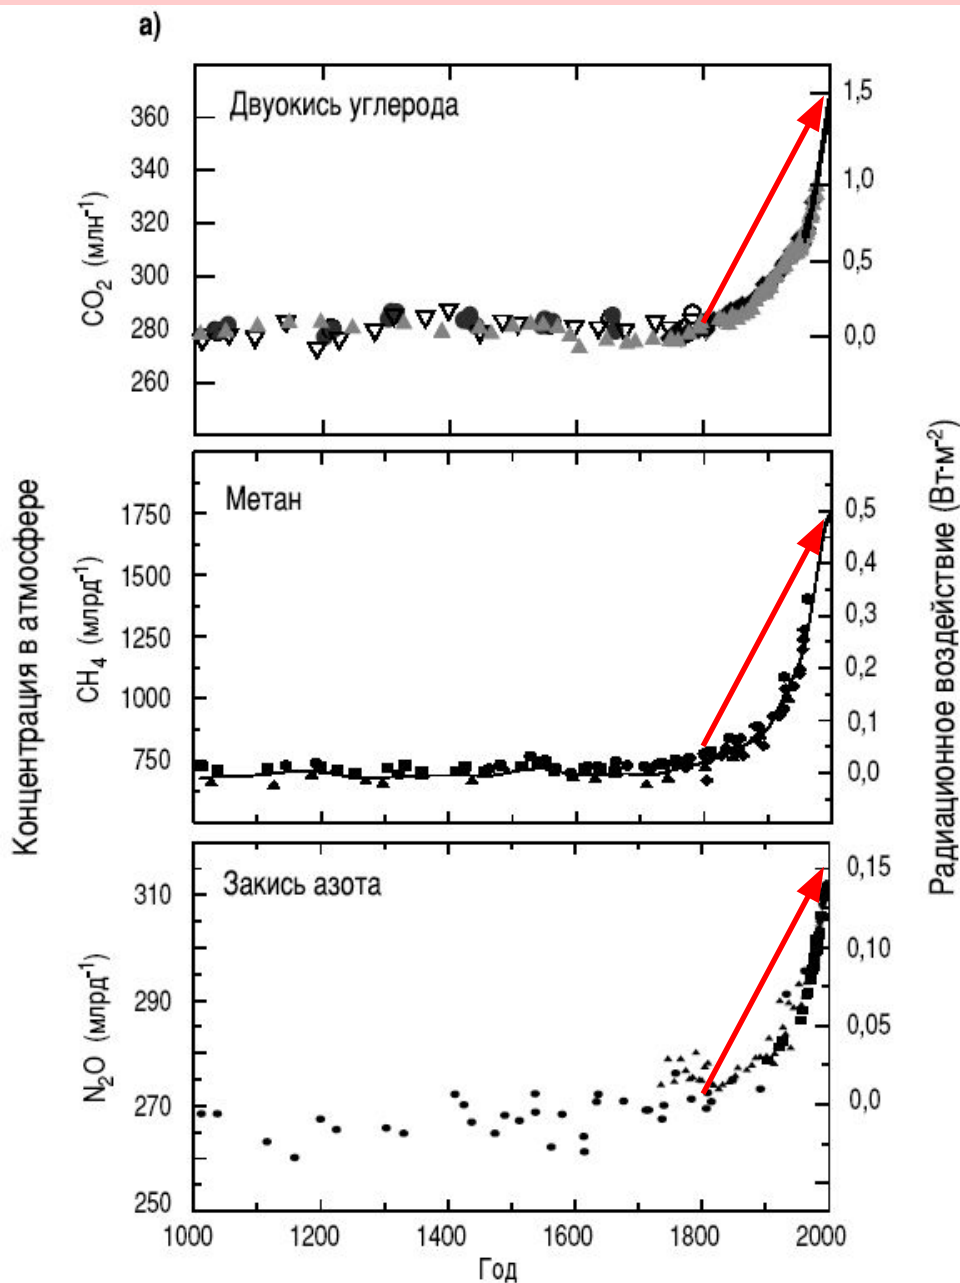 а)
Двуокись углерода
360
340
320
300
280
260
CO₂ (млн⁻¹)
1,5
1,0
0,5
0,0
Метан
1750
1500
1250
1000
750
CH₄ (млрд⁻¹)
0,5
0,4
0,3
0,2
0,1
0,0
Концентрация в атмосфере
Радиационное воздействие (Вт·м⁻²)
Закись азота
310
290
270
250
N₂O (млрд⁻¹)
0,15
0,10
0,05
0,0
1000 1200 1400 1600 1800 2000
Год